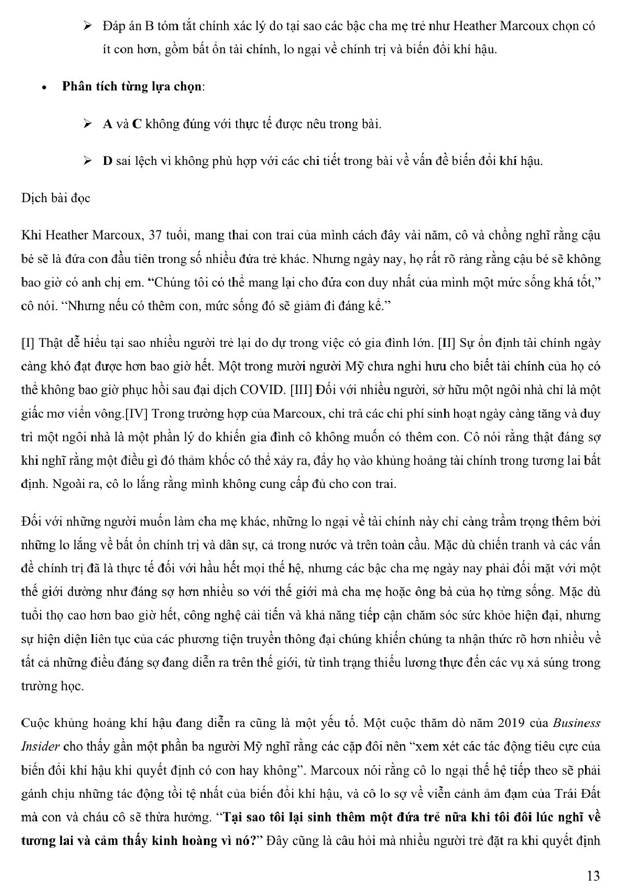 ➢ Đáp án B tóm tắt chính xác lý do tại sao các bậc cha mẹ trẻ như Heather Marcoux chọn có
ít con hơn, gồm bất ổn tài chính, lo ngại về chính trị và biến đổi khí hậu.
• Phân tích từng lựa chọn:
➢ A và C không đúng với thực tế được nêu trong bài.
➢ D sai lệch vì không phù hợp với các chi tiết trong bài về vấn đề biến đổi khí hậu.
Dịch bài đọc
Khi Heather Marcoux, 37 tuổi, mang thai con trai của mình cách đây vài năm, cô và chồng nghĩ rằng cậu
bé sẽ là đứa con đầu tiên trong số nhiều đứa trẻ khác. Nhưng ngày nay, họ rất rõ ràng rằng cậu bé sẽ không
bao giờ có anh chị em. “Chúng tôi có thể mang lại cho đứa con duy nhất của mình một mức sống khá tốt,”
cô nói. “Nhưng nếu có thêm con, mức sống đó sẽ giảm đi đáng kể.”
[I] Thật dễ hiểu tại sao nhiều người trẻ lại do dự trong việc có gia đình lớn. [II] Sự ổn định tài chính ngày
càng khó đạt được hơn bao giờ hết. Một trong mười người Mỹ chưa nghỉ hưu cho biết tài chính của họ có
thể không bao giờ phục hồi sau đại dịch COVID. [III] Đối với nhiều người, sở hữu một ngôi nhà chỉ là một
giấc mơ viển vông.[IV] Trong trường hợp của Marcoux, chi trả các chi phí sinh hoạt ngày càng tăng và duy
trì một ngôi nhà là một phần lý do khiến gia đình cô không muốn có thêm con. Cô nói rằng thật đáng sợ
khi nghĩ rằng một điều gì đó thảm khốc có thể xảy ra, đẩy họ vào khủng hoảng tài chính trong tương lai bất
định. Ngoài ra, cô lo lắng rằng mình không cung cấp đủ cho con trai.
Đối với những người muốn làm cha mẹ khác, những lo ngại về tài chính này chỉ càng trầm trọng thêm bởi
những lo lắng về bất ổn chính trị và dân sự, cả trong nước và trên toàn cầu. Mặc dù chiến tranh và các vấn
đề chính trị đã là thực tế đối với hầu hết mọi thế hệ, nhưng các bậc cha mẹ ngày nay phải đối mặt với một
thế giới dường như đáng sợ hơn nhiều so với thế giới mà cha mẹ hoặc ông bà của họ từng sống. Mặc dù
tuổi thọ cao hơn bao giờ hết, công nghệ cải tiến và khả năng tiếp cận chăm sóc sức khỏe hiện đại, nhưng
sự hiện diện liên tục của các phương tiện truyền thông đại chúng khiến chúng ta nhận thức rõ hơn nhiều về
tất cả những điều đáng sợ đang diễn ra trên thế giới, từ tình trạng thiếu lương thực đến các vụ xả súng trong
trường học.
Cuộc khủng hoảng khí hậu đang diễn ra cũng là một yếu tố. Một cuộc thăm dò năm 2019 của Business
Insider cho thấy gần một phần ba người Mỹ nghĩ rằng các cặp đôi nên “xem xét các tác động tiêu cực của
biến đổi khí hậu khi quyết định có con hay không”. Marcoux nói rằng cô lo ngại thế hệ tiếp theo sẽ phải
gánh chịu những tác động tồi tệ nhất của biến đổi khí hậu, và cô lo sợ về viễn cảnh ảm đạm của Trái Đất
mà con và cháu cô sẽ thừa hưởng. “Tại sao tôi lại sinh thêm một đứa trẻ nữa khi tôi đôi lúc nghĩ về
tương lai và cảm thấy kinh hoàng vì nó?” Đây cũng là câu hỏi mà nhiều người trẻ đặt ra khi quyết định
13